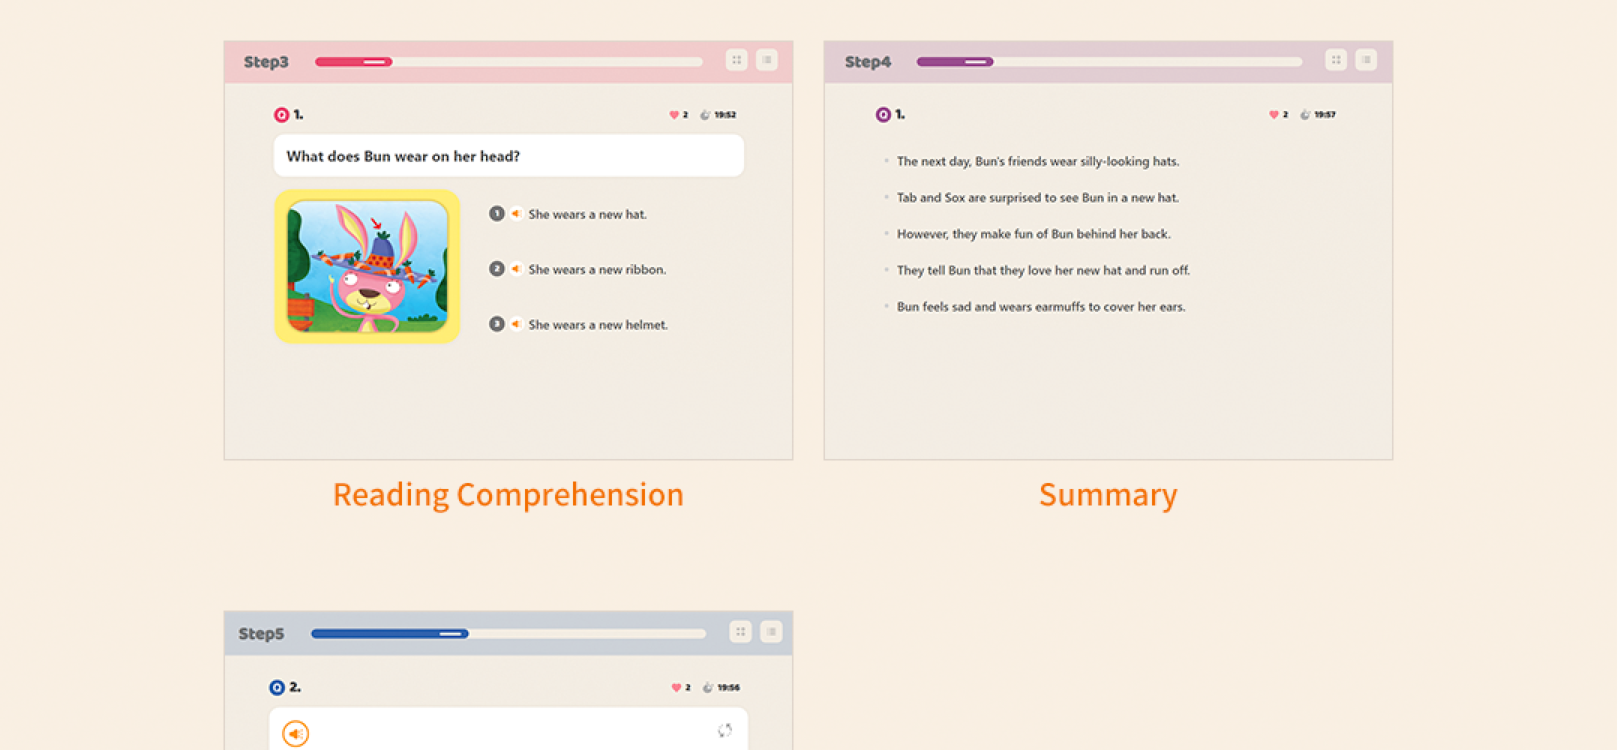 Step3
Q 1.
2 19:52
What does Bun wear on her head?
1 She wears a new hat.
2 She wears a new ribbon.
3 She wears a new helmet.
Reading Comprehension
Step4
Q 1.
2 19:57
The next day, Bun's friends wear silly-looking hats.
Tab and Sox are surprised to see Bun in a new hat.
However, they make fun of Bun behind her back.
They tell Bun that they love her new hat and run off.
Bun feels sad and wears earmuffs to cover her ears.
Summary
Step5
Q 2.
2 19:56